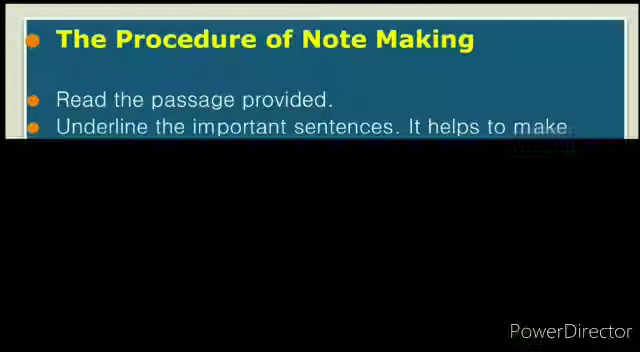 The Procedure of Note Making
Read the passage provided.
Underline the important sentences. It helps to make
PowerDirector